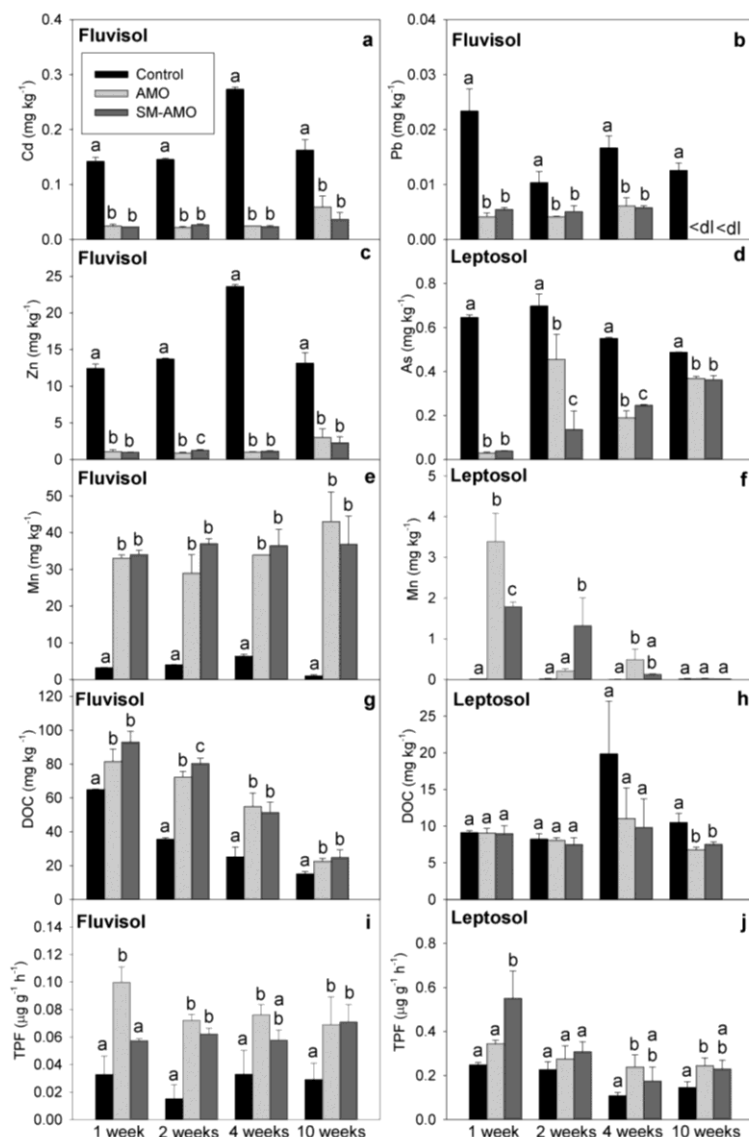 Fluvisol a
Control
AMO
SM-AMO
Cd (mg kg⁻¹)
0.4
0.3
0.2
0.1
0.0
a b b a b b a b b a b b
Fluvisol b
Pb (mg kg⁻¹)
0.04
0.03
0.02
0.01
0.00
a b b a b b a b b a <dl <dl
Fluvisol c
Zn (mg kg⁻¹)
25
20
15
10
5
0
a b b a b c a b b a b b
Leptosol d
As (mg kg⁻¹)
0.8
0.6
0.4
0.2
0.0
a b b a b c a b c a b b
Fluvisol e
Mn (mg kg⁻¹)
50
40
30
20
10
0
a b b a b b a b b a b b
Leptosol f
Mn (mg kg⁻¹)
5
4
3
2
1
0
a b c a a b a b a b a a a
Fluvisol g
DOC (mg kg⁻¹)
120
100
80
60
40
20
0
a b b a b c a b b a b b
Leptosol h
DOC (mg kg⁻¹)
25
20
15
10
5
0
a a a a a a a a a a b b
Fluvisol i
TPF (µg g⁻¹ h⁻¹)
0.14
0.12
0.10
0.08
0.06
0.04
0.02
0.00
a b a a b b a b a b a b b
1 week 2 weeks 4 weeks 10 weeks
Leptosol j
TPF (µg g⁻¹ h⁻¹)
0.8
0.6
0.4
0.2
0.0
a a b a a a a b a b a b a b
1 week 2 weeks 4 weeks 10 weeks